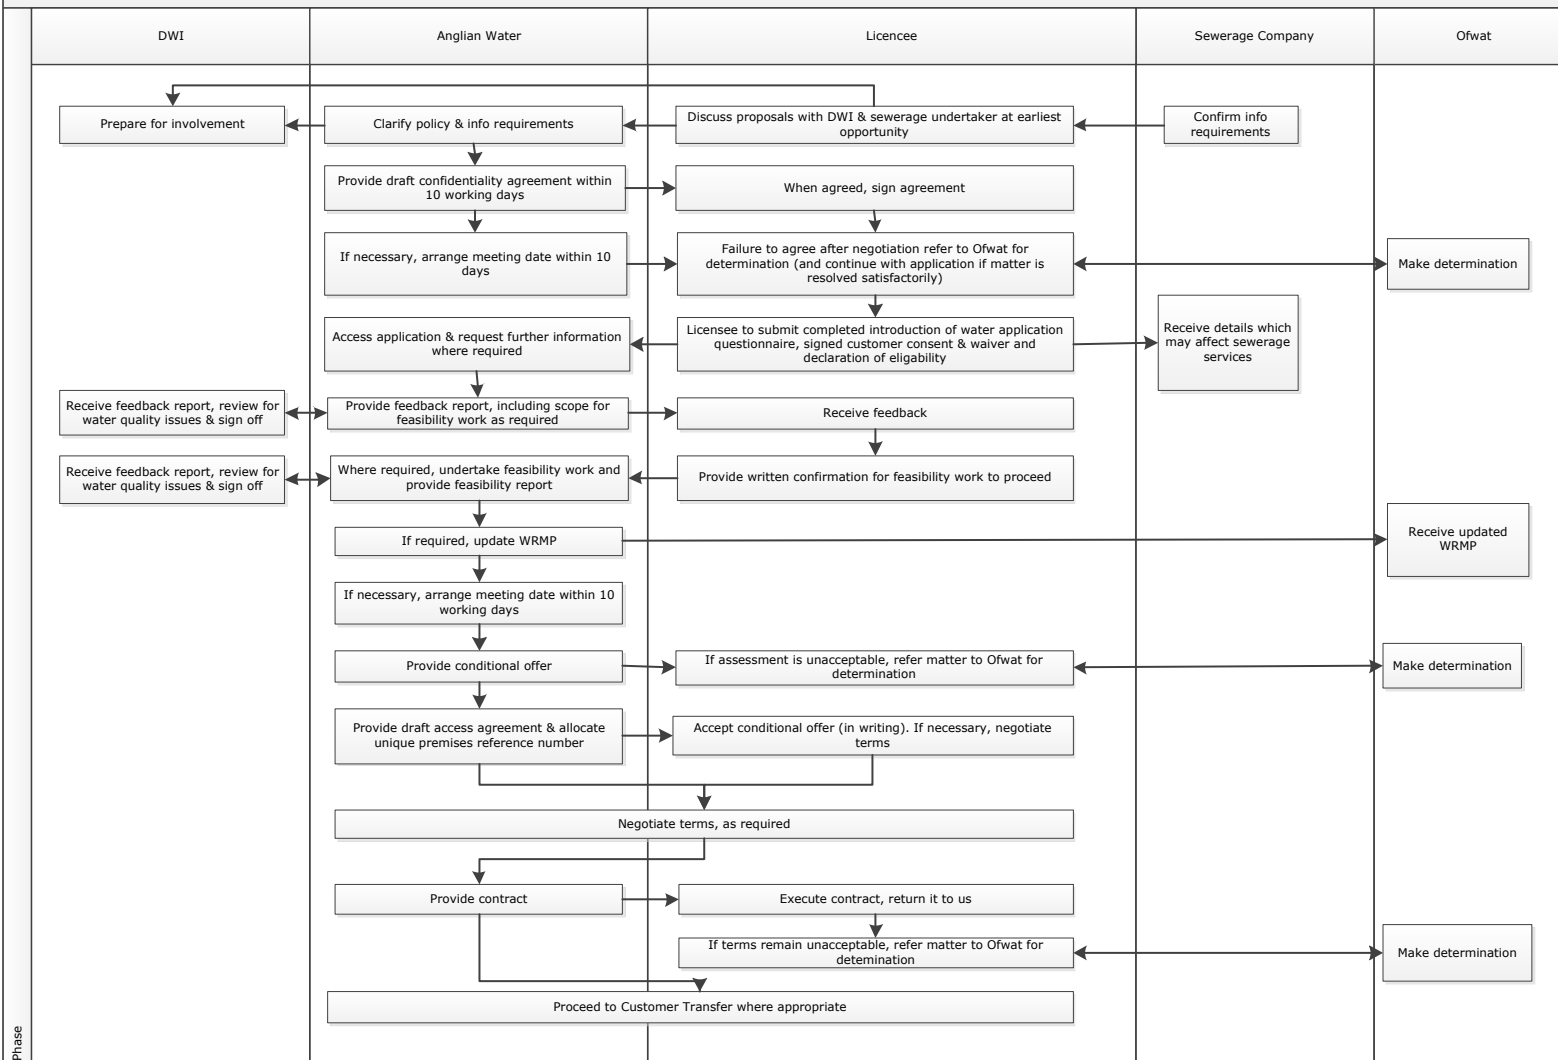 DWI
Anglian Water
Licencee
Sewerage Company
Ofwat
Prepare for involvement
Clarify policy & info requirements
Discuss proposals with DWI & sewerage undertaker at earliest
opportunity
Confirm info
requirements
Provide draft confidentiality agreement within
10 working days
When agreed, sign agreement
If necessary, arrange meeting date within 10
days
Failure to agree after negotiation refer to Ofwat for
determination (and continue with application if matter is
resolved satisfactorily)
Make determination
Access application & request further information
where required
Licensee to submit completed introduction of water application
questionnaire, signed customer consent & waiver and
declaration of eligability
Receive details which
may affect sewerage
services
Receive feedback report, review for
water quality issues & sign off
Provide feedback report, including scope for
feasibility work as required
Receive feedback
Receive feedback report, review for
water quality issues & sign off
Where required, undertake feasibility work and
provide feasibility report
Provide written confirmation for feasibility work to proceed
If required, update WRMP
Receive updated
WRMP
If necessary, arrange meeting date within 10
working days
Provide conditional offer
If assessment is unacceptable, refer matter to Ofwat for
determination
Make determination
Provide draft access agreement & allocate
unique premises reference number
Accept conditional offer (in writing). If necessary, negotiate
terms
Negotiate terms, as required
Provide contract
Execute contract, return it to us
If terms remain unacceptable, refer matter to Ofwat for
detemination
Make determination
Proceed to Customer Transfer where appropriate
Phase